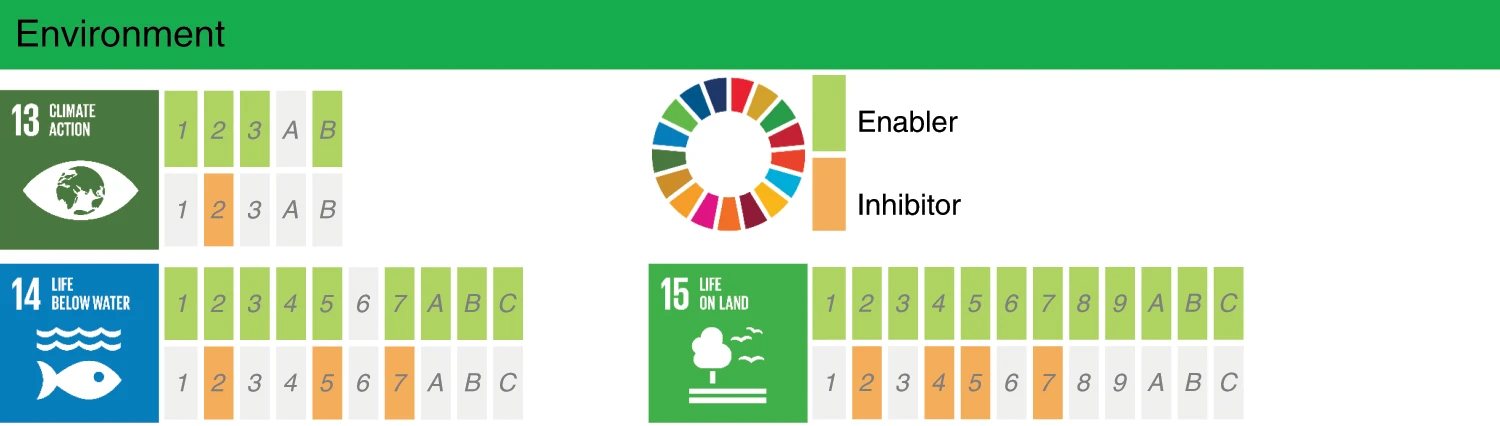 Environment
13 CLIMATE
ACTION
1 2 3 A B
1 2 3 A B
Enabler
Inhibitor
14 LIFE
BELOW WATER
1 2 3 4 5 6 7 A B C
1 2 3 4 5 6 7 A B C
15 LIFE
ON LAND
1 2 3 4 5 6 7 8 9 A B C
1 2 3 4 5 6 7 8 9 A B C